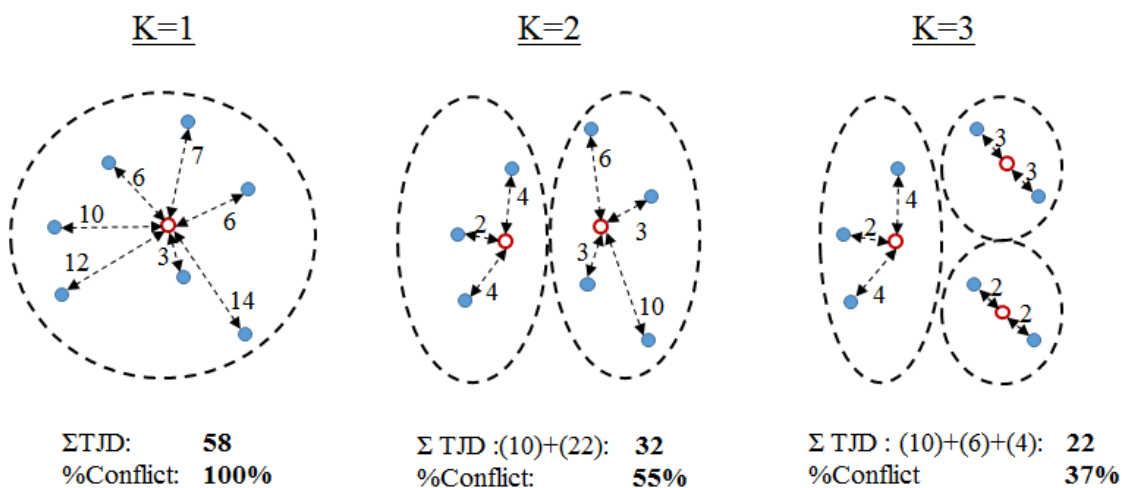 K=1
K=2
K=3
7
6
6
10
12
3
14
6
4
2
3
3
4
10
3
3
4
2
4
2
2
ΣTJD: 58
%Conflict: 100%
Σ TJD :(10)+(22): 32
%Conflict: 55%
Σ TJD : (10)+(6)+(4): 22
%Conflict 37%